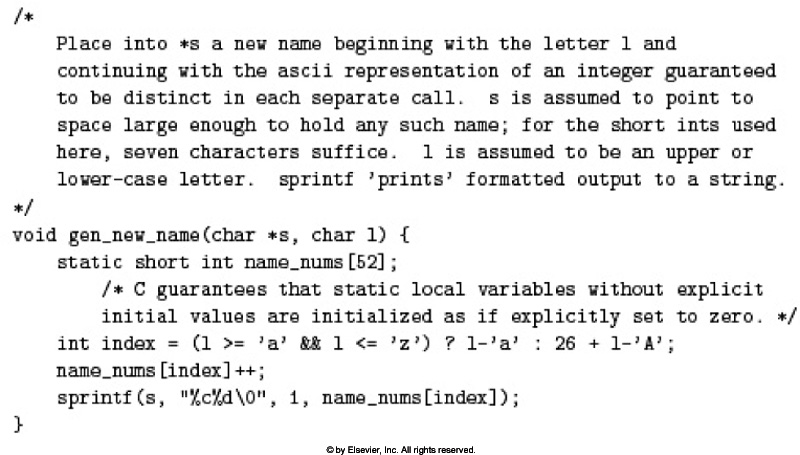 /*
    Place into *s a new name beginning with the letter l and
    continuing with the ascii representation of an integer guaranteed
    to be distinct in each separate call.  s is assumed to point to
    space large enough to hold any such name; for the short ints used
    here, seven characters suffice.  l is assumed to be an upper or
    lower-case letter.  sprintf 'prints' formatted output to a string.
*/
void gen_new_name(char *s, char l) {
    static short int name_nums[52];
        /* C guarantees that static local variables without explicit
        initial values are initialized as if explicitly set to zero. */
    int index = (l >= 'a' && l <= 'z') ? l-'a' : 26 + l-'A';
    name_nums[index]++;
    sprintf(s, "%c%d\0", l, name_nums[index]);
}
© by Elsevier, Inc. All rights reserved.